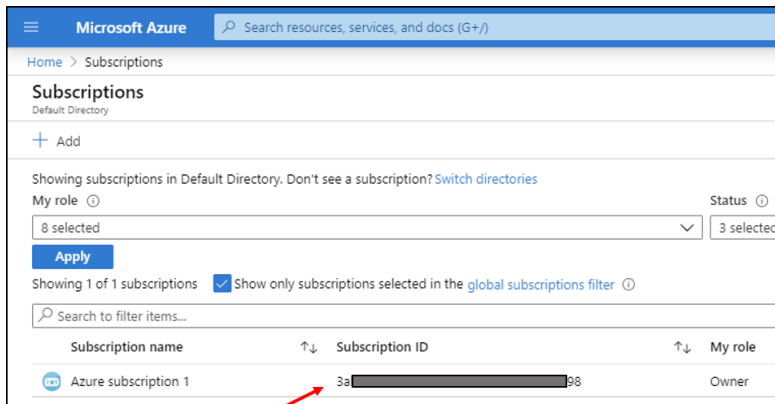 Microsoft Azure Search resources, services, and docs (G+/)
Home > Subscriptions
Subscriptions
Default Directory
+ Add
Showing subscriptions in Default Directory. Don't see a subscription? Switch directories
My role Status
8 selected 3 selected
Apply
Showing 1 of 1 subscriptions Show only subscriptions selected in the global subscriptions filter
Search to filter items...
Subscription name ↑↓ Subscription ID ↑↓ My role
Azure subscription 1 3a 98 Owner